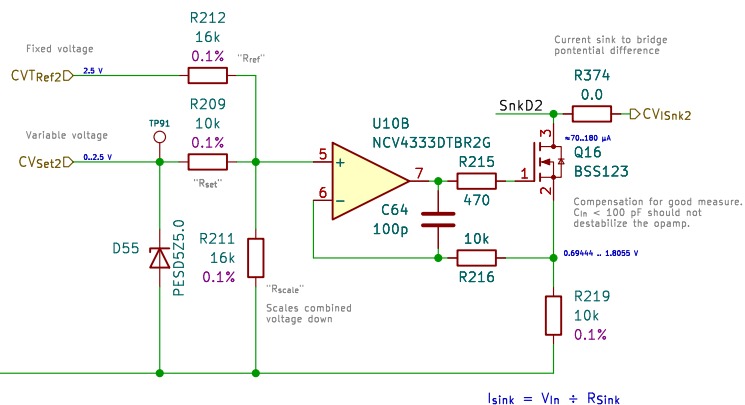 R212
16k
0.1%
Fixed voltage
"Rref"
CVTRef2
2.5 V
Current sink to bridge
pontential difference
R374
0.0
SnkD2
CVISnk2
R209
10k
0.1%
TP91
Variable voltage
CVSet2
0..2.5 V
"Rset"
U10B
NCV4333DTBR2G
5
+
6
−
7
R215
470
≈70..180 µA
3
Q16
BSS123
1
2
C64
100p
Compensation for good measure.
CIn < 100 pF should not
destabilize the opamp.
10k
R216
0.69444 .. 1.8055 V
D55
PESD5Z5.0
R211
16k
0.1%
"Rscale"
Scales combined
voltage down
R219
10k
0.1%
Isink = VIn ÷ RSink